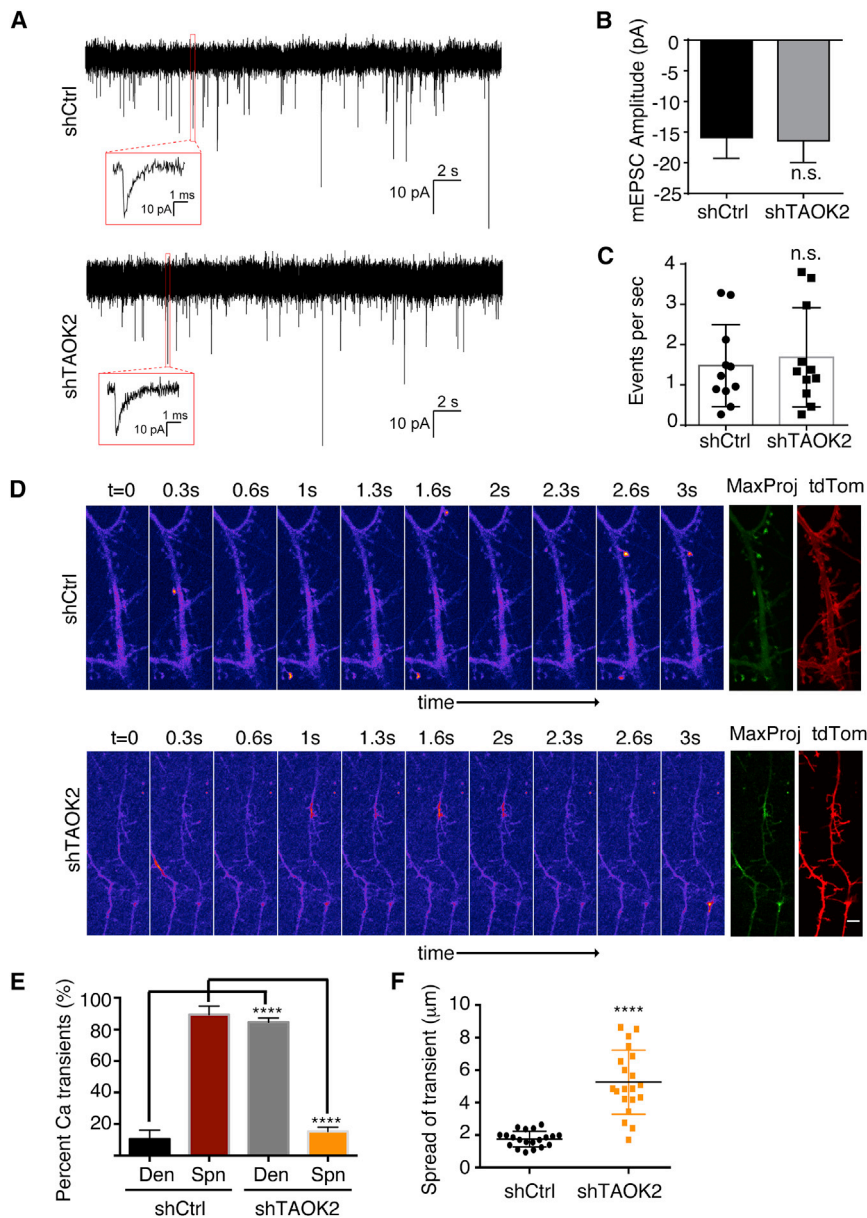 A
shCtrl
1 ms
10 pA
2 s
10 pA
shTAOK2
1 ms
10 pA
2 s
10 pA
B
mEPSC Amplitude (pA)
0
-5
-10
-15
-20
-25
n.s.
shCtrl shTAOK2
C
Events per sec
n.s.
4
3
2
1
0
shCtrl shTAOK2
D
t=0 0.3s 0.6s 1s 1.3s 1.6s 2s 2.3s 2.6s 3s MaxProj tdTom
shCtrl
time
t=0 0.3s 0.6s 1s 1.3s 1.6s 2s 2.3s 2.6s 3s MaxProj tdTom
shTAOK2
time
E
Percent Ca transients (%)
100
80
60
40
20
****
****
Den Spn Den Spn
shCtrl shTAOK2
F
Spread of transient (μm)
****
10
8
6
4
2
0
shCtrl shTAOK2